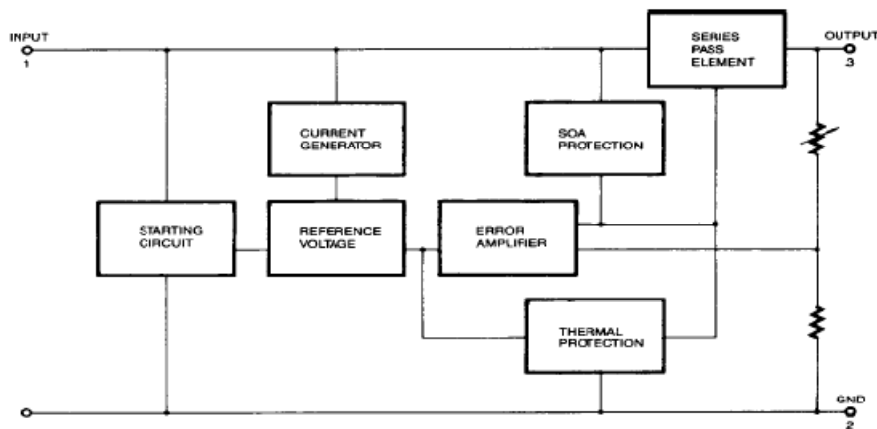 INPUT
1
SERIES
PASS
ELEMENT
OUTPUT
3
CURRENT
GENERATOR
SOA
PROTECTION
STARTING
CIRCUIT
REFERENCE
VOLTAGE
ERROR
AMPLIFIER
THERMAL
PROTECTION
GND
2